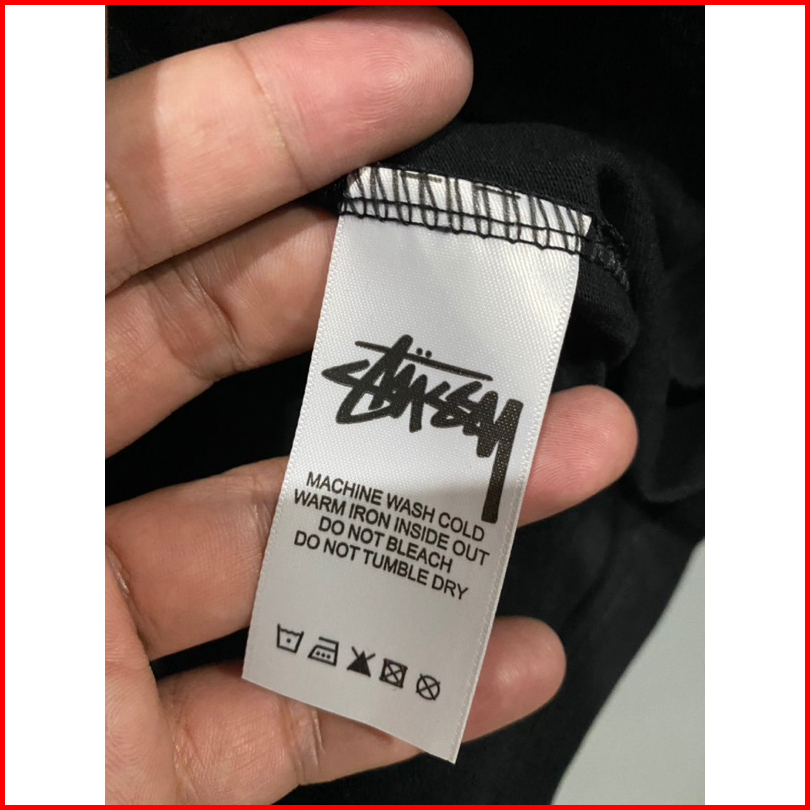 STÜSSY
MACHINE WASH COLD
WARM IRON INSIDE OUT
DO NOT BLEACH
DO NOT TUMBLE DRY